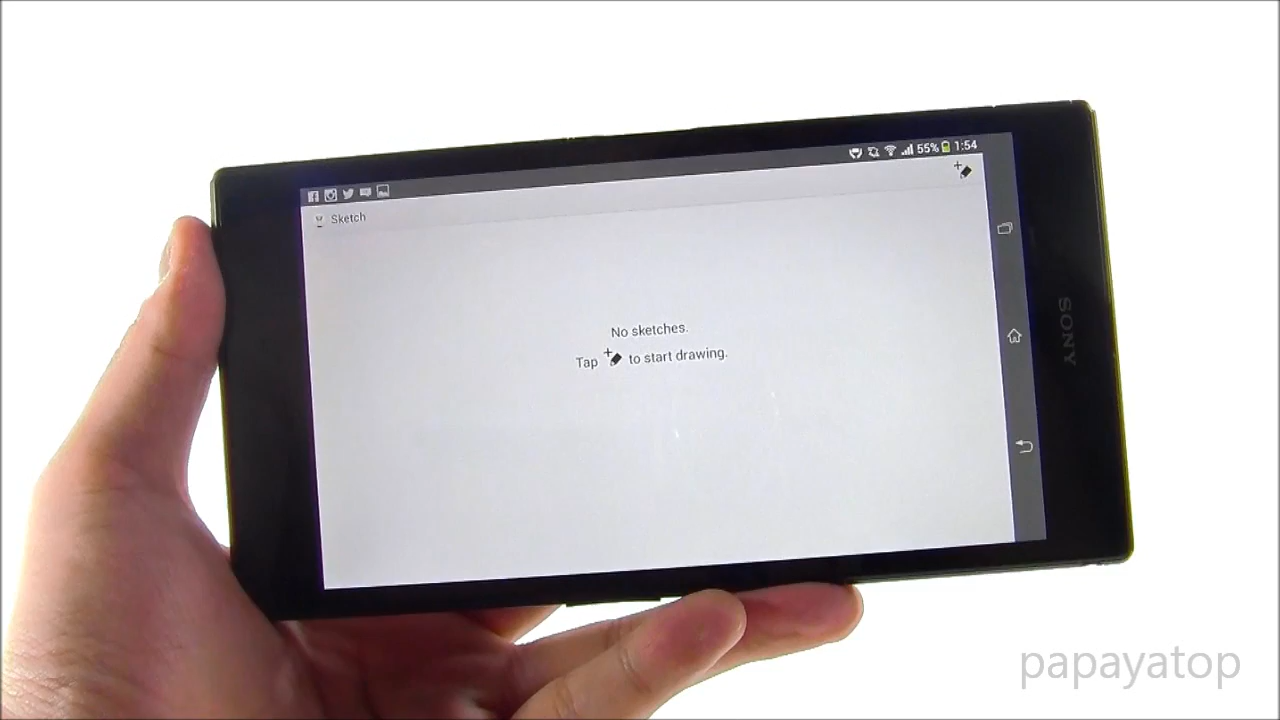 55% 1:54
Sketch
No sketches.
Tap to start drawing.
SONY
papayatop